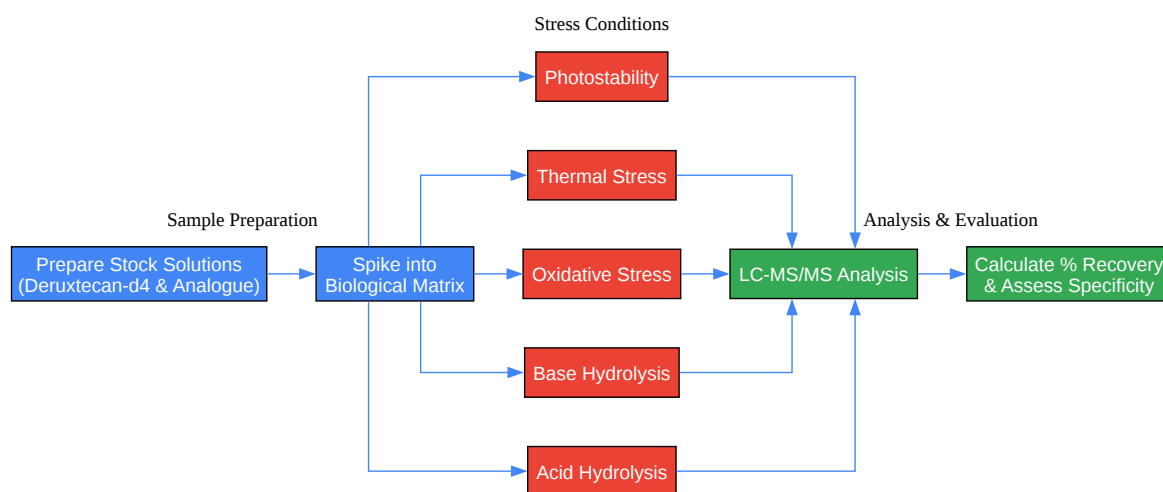 Stress Conditions
Photostability
Thermal Stress
Sample Preparation
Analysis & Evaluation
Prepare Stock Solutions
(Deruxtecan-d4 & Analogue)
Spike into
Biological Matrix
Oxidative Stress
LC-MS/MS Analysis
Calculate % Recovery
& Assess Specificity
Base Hydrolysis
Acid Hydrolysis